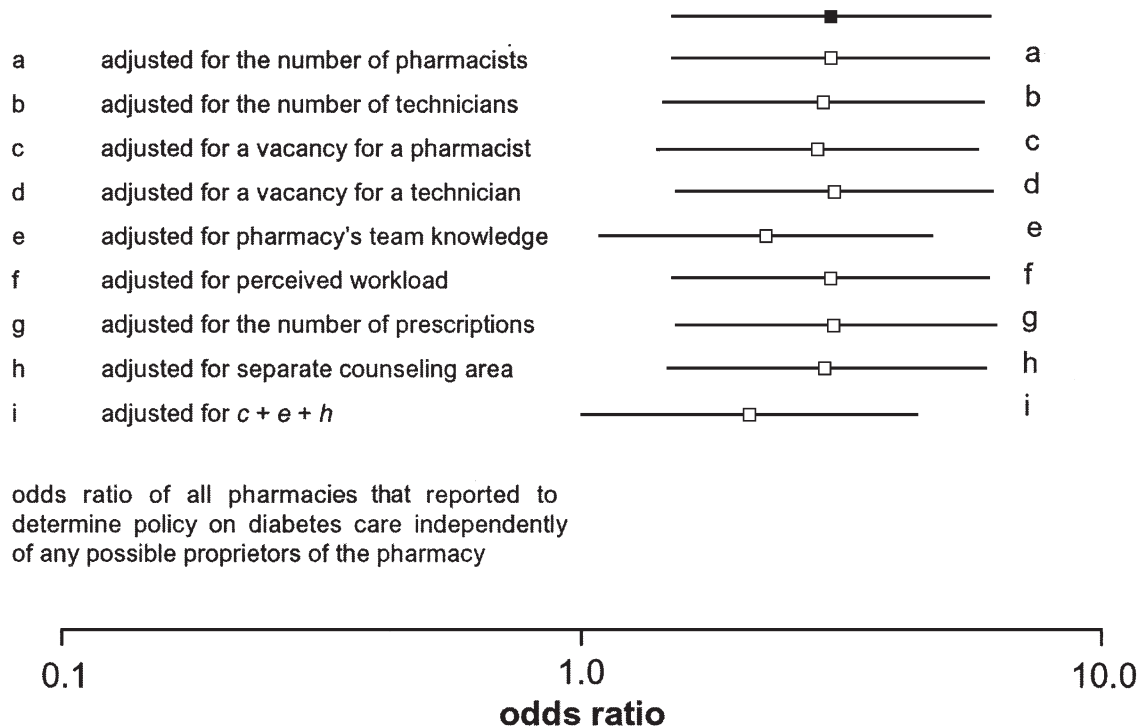 a adjusted for the number of pharmacists a
b adjusted for the number of technicians b
c adjusted for a vacancy for a pharmacist c
d adjusted for a vacancy for a technician d
e adjusted for pharmacy's team knowledge e
f adjusted for perceived workload f
g adjusted for the number of prescriptions g
h adjusted for separate counseling area h
i adjusted for c + e + h i
odds ratio of all pharmacies that reported to
determine policy on diabetes care independently
of any possible proprietors of the pharmacy
0.1 1.0 10.0
odds ratio